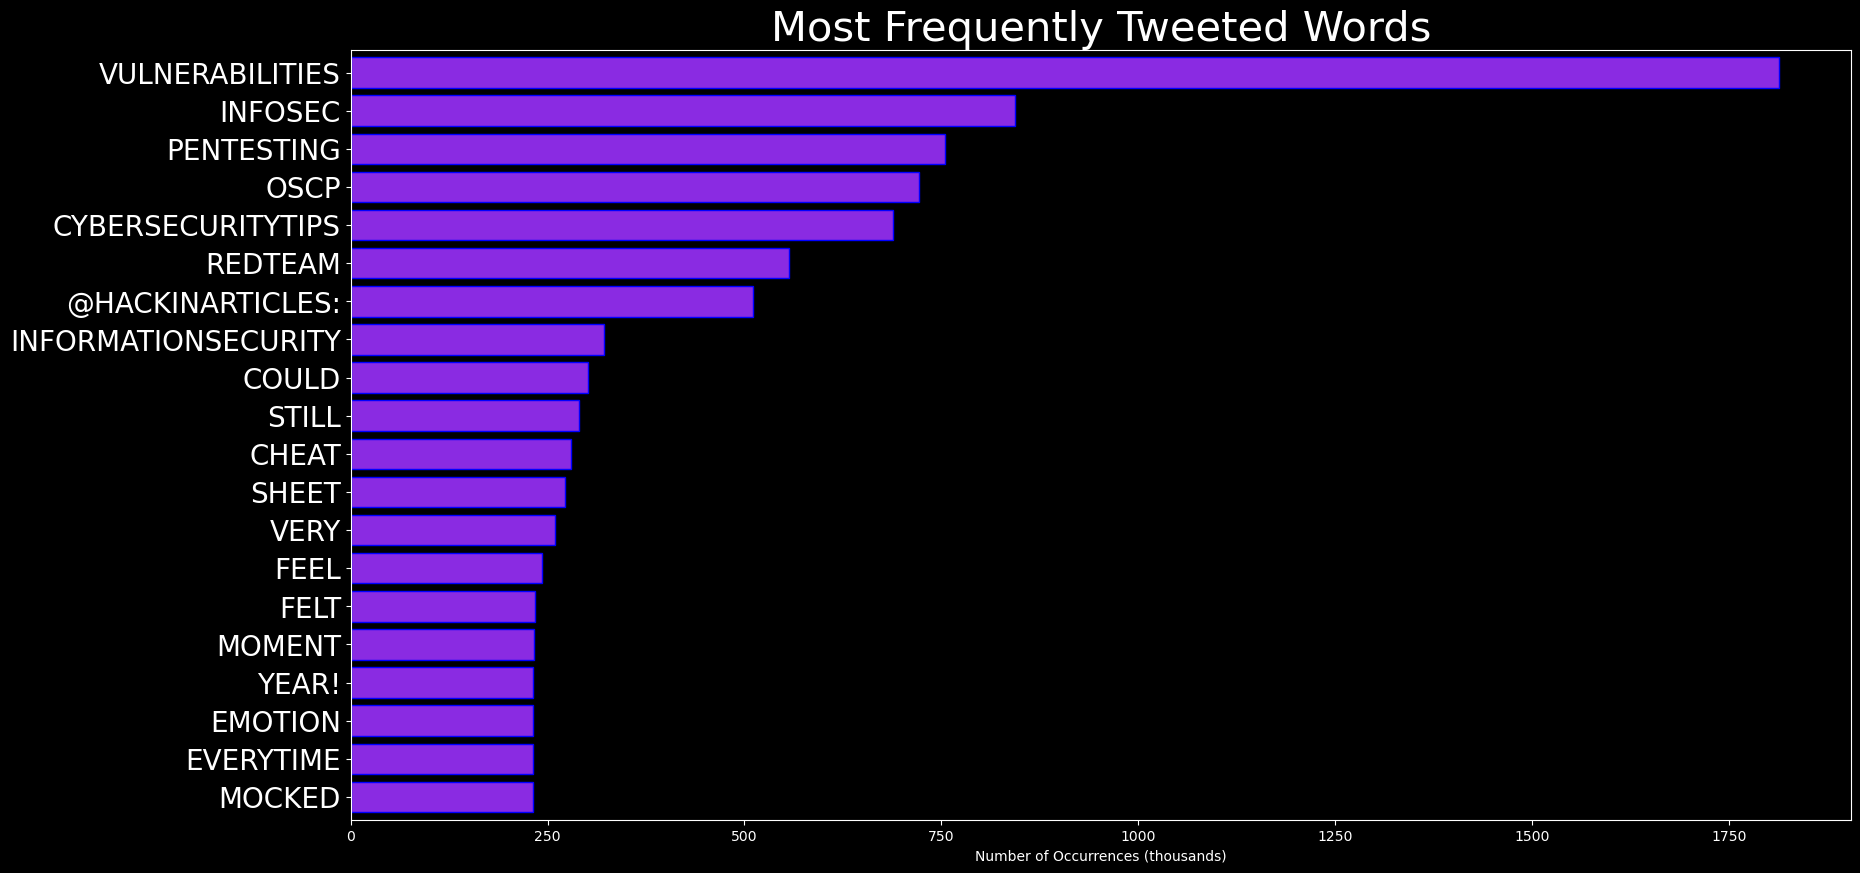 Most Frequently Tweeted Words
VULNERABILITIES
INFOSEC
PENTESTING
OSCP
CYBERSECURITYTIPS
REDTEAM
@HACKINARTICLES:
INFORMATIONSECURITY
COULD
STILL
CHEAT
SHEET
VERY
FEEL
FELT
MOMENT
YEAR!
EMOTION
EVERYTIME
MOCKED
0 250 500 750 1000 1250 1500 1750
Number of Occurrences (thousands)